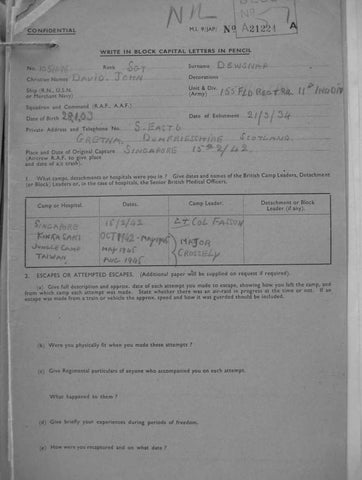 NIL
CONFIDENTIAL
M.I. 9/JAP/ Nº A21221 A
WRITE IN BLOCK CAPITAL LETTERS IN PENCIL
No. Rank SGT Surname DEWSNAP
Christian Names DAVID. JOHN Decorations
Ship (R.N., U.S.N. or Merchant Navy) Unit & Div. (Army) 155 FLD REGT RA 11th IND DIV
Squadron and Command (R.A.F., A.A.F.)
Date of Birth Date of Enlistment 21/3/34
Private Address and Telephone No.
GRETNA, DUMFRIESSHIRE SCOTLAND.
Place and Date of Original Capture SINGAPORE 15th 2/42.
(Aircrew R.A.F. to give place
and date of a/c crash).
1. What camps, detachments or hospitals were you in? Give dates and names of the British Camp Leaders, Detachment
(or Block) Leaders or, in the case of hospitals, the Senior British Medical Officers.
Camp or Hospital. Dates. Camp Leader. Detachment or Block Leader (if any).
SINGAPORE 15/2/42 LT COL FASSON
KINKASAKI OCT 1942 - MAY 1945 MAJOR
JUNGLE CAMP MAY 1945 CROSSLEY
TAIWAN AUG 1945
2. ESCAPES OR ATTEMPTED ESCAPES. (Additional paper will be supplied on request if required).
(a) Give full description and approx. date of each attempt you made to escape, showing how you left the camp, and
from which camp each attempt was made. State whether there was an air-raid in progress at the time or not. If an
escape was made from a train or vehicle the approx. speed and how it was guarded should be included.
(b) Were you physically fit when you made these attempts?
(c) Give Regimental particulars of anyone who accompanied you on each attempt.
What happened to them?
(d) Give briefly your experiences during periods of freedom.
(e) How were you recaptured and on what date?